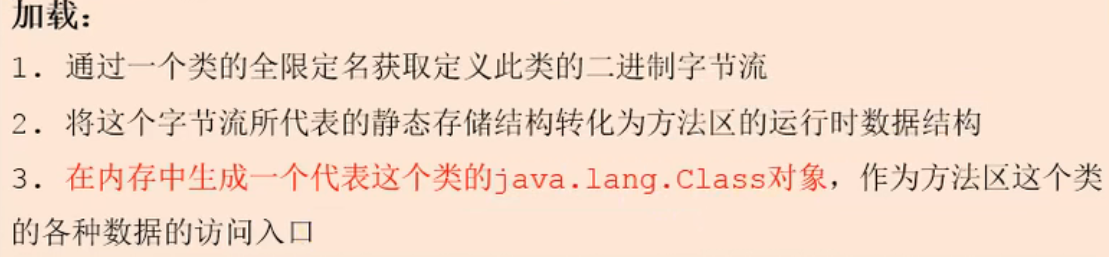 加载：
1. 通过一个类的全限定名获取定义此类的二进制字节流
2. 将这个字节流所代表的静态存储结构转化为方法区的运行时数据结构
3. 在内存中生成一个代表这个类的java.lang.Class对象，作为方法区这个类
的各种数据的访问入口